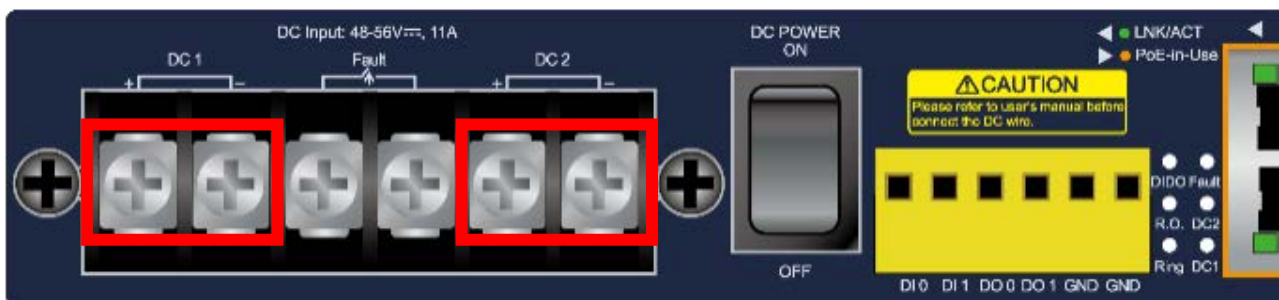 DC Input: 48-56V⎓, 11A
DC 1
Fault
DC 2
+ −
+ −
DC POWER
ON
OFF
⚠CAUTION
Please refer to user's manual before
connect the DC wire.
LNK/ACT
PoE-in-Use
DIDO Fault
R.O. DC2
Ring DC1
DI 0 DI 1 DO 0 DO 1 GND GND